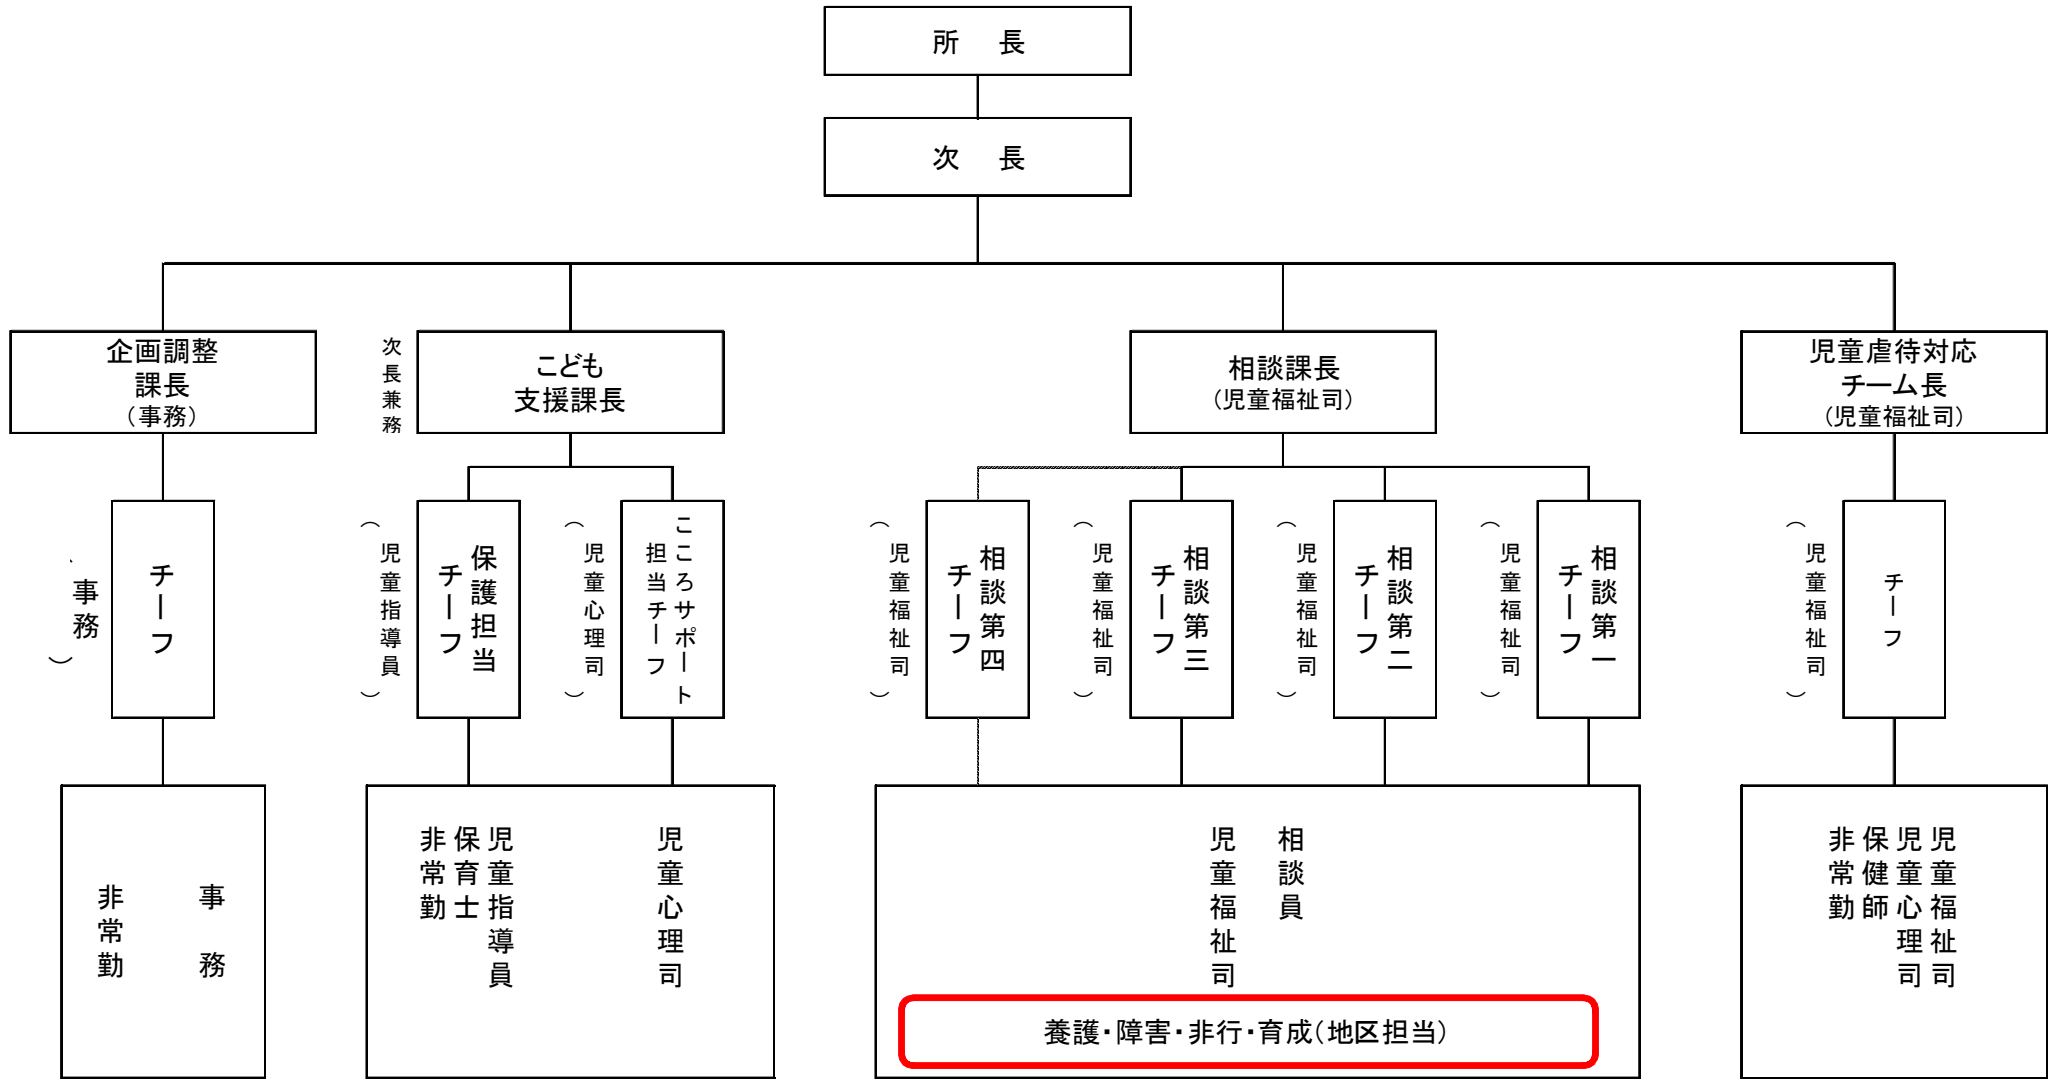 所 長
次 長
企画調整
課長
（事務）
次長兼務
こども
支援課長
相談課長
（児童福祉司）
児童虐待対応
チーム長
（児童福祉司）
（事務）
チーフ
（児童指導員）
保護担当
チーフ
（児童心理司）
こころサポート
担当チーフ
（児童福祉司）
相談第四
チーフ
（児童福祉司）
相談第三
チーフ
（児童福祉司）
相談第二
チーフ
（児童福祉司）
相談第一
チーフ
（児童福祉司）
チーフ
事 務
非常勤
児童心理司
児童指導員
保育士
非常勤
相談員
児童福祉司
養護・障害・非行・育成（地区担当）
児童福祉司
児童心理司
保健師
非常勤